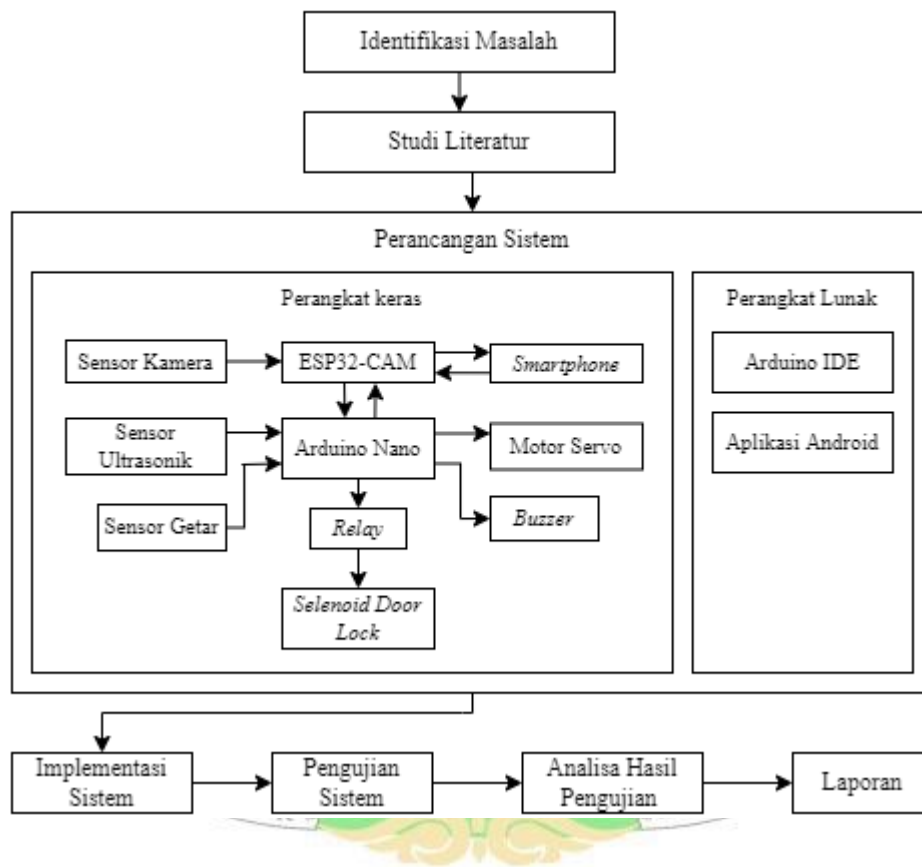 Identifikasi Masalah
Studi Literatur
Perancangan Sistem
Perangkat keras
Sensor Kamera
ESP32-CAM
Smartphone
Sensor
Ultrasonik
Arduino Nano
Motor Servo
Sensor Getar
Relay
Buzzer
Selenoid Door
Lock
Perangkat Lunak
Arduino IDE
Aplikasi Android
Implementasi
Sistem
Pengujian
Sistem
Analisa Hasil
Pengujian
Laporan